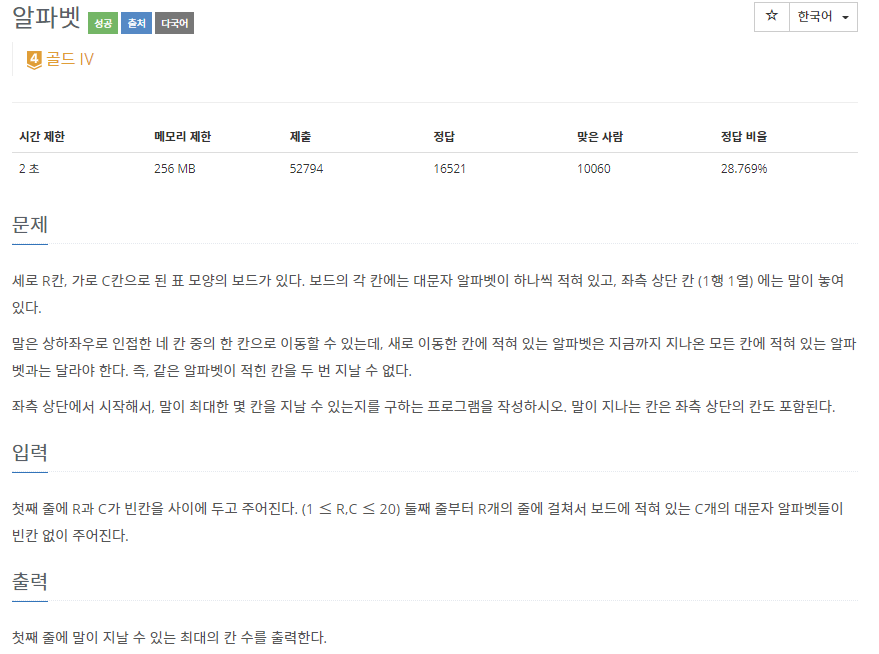 알파벳 성공 출처 다국어
☆ 한국어
4 골드 IV
시간 제한 메모리 제한 제출 정답 맞은 사람 정답 비율
2 초 256 MB 52794 16521 10060 28.769%
문제
세로 R칸, 가로 C칸으로 된 표 모양의 보드가 있다. 보드의 각 칸에는 대문자 알파벳이 하나씩 적혀 있고, 좌측 상단 칸 (1행 1열) 에는 말이 놓여
있다.
말은 상하좌우로 인접한 네 칸 중의 한 칸으로 이동할 수 있는데, 새로 이동한 칸에 적혀 있는 알파벳은 지금까지 지나온 모든 칸에 적혀 있는 알파
벳과는 달라야 한다. 즉, 같은 알파벳이 적힌 칸을 두 번 지날 수 없다.
좌측 상단에서 시작해서, 말이 최대한 몇 칸을 지날 수 있는지를 구하는 프로그램을 작성하시오. 말이 지나는 칸은 좌측 상단의 칸도 포함된다.
입력
첫째 줄에 R과 C가 빈칸을 사이에 두고 주어진다. (1 ≤ R,C ≤ 20) 둘째 줄부터 R개의 줄에 걸쳐서 보드에 적혀 있는 C개의 대문자 알파벳들이
빈칸 없이 주어진다.
출력
첫째 줄에 말이 지날 수 있는 최대의 칸 수를 출력한다.